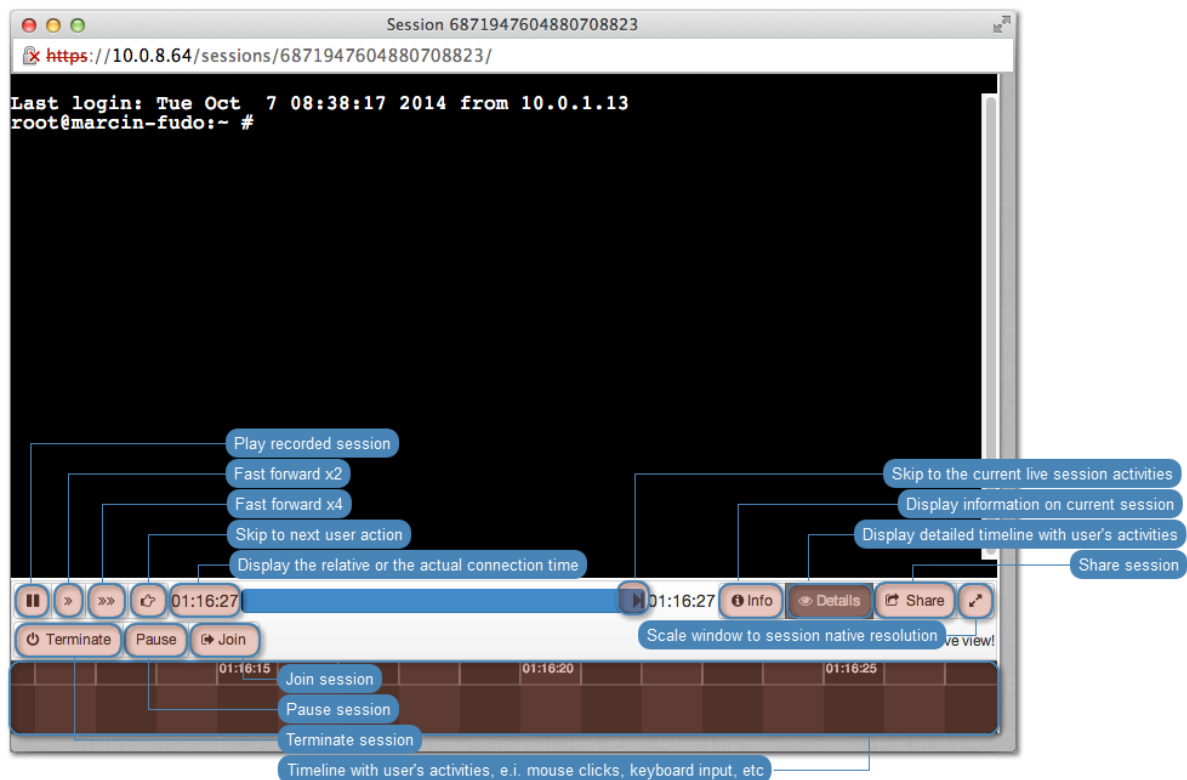 Session 6871947604880708823
https://10.0.8.64/sessions/6871947604880708823/
Last login: Tue Oct  7 08:38:17 2014 from 10.0.1.13
root@marcin-fudo:~ #
Play recorded session
Fast forward x2
Skip to the current live session activities
Fast forward x4
Display information on current session
Skip to next user action
Display detailed timeline with user's activities
Display the relative or the actual connection time
Share session
01:16:27
01:16:27
Info
Details
Share
Terminate
Pause
Join
Scale window to session native resolution
ve view!
01:16:15
01:16:20
01:16:25
Join session
Pause session
Terminate session
Timeline with user's activities, e.i. mouse clicks, keyboard input, etc